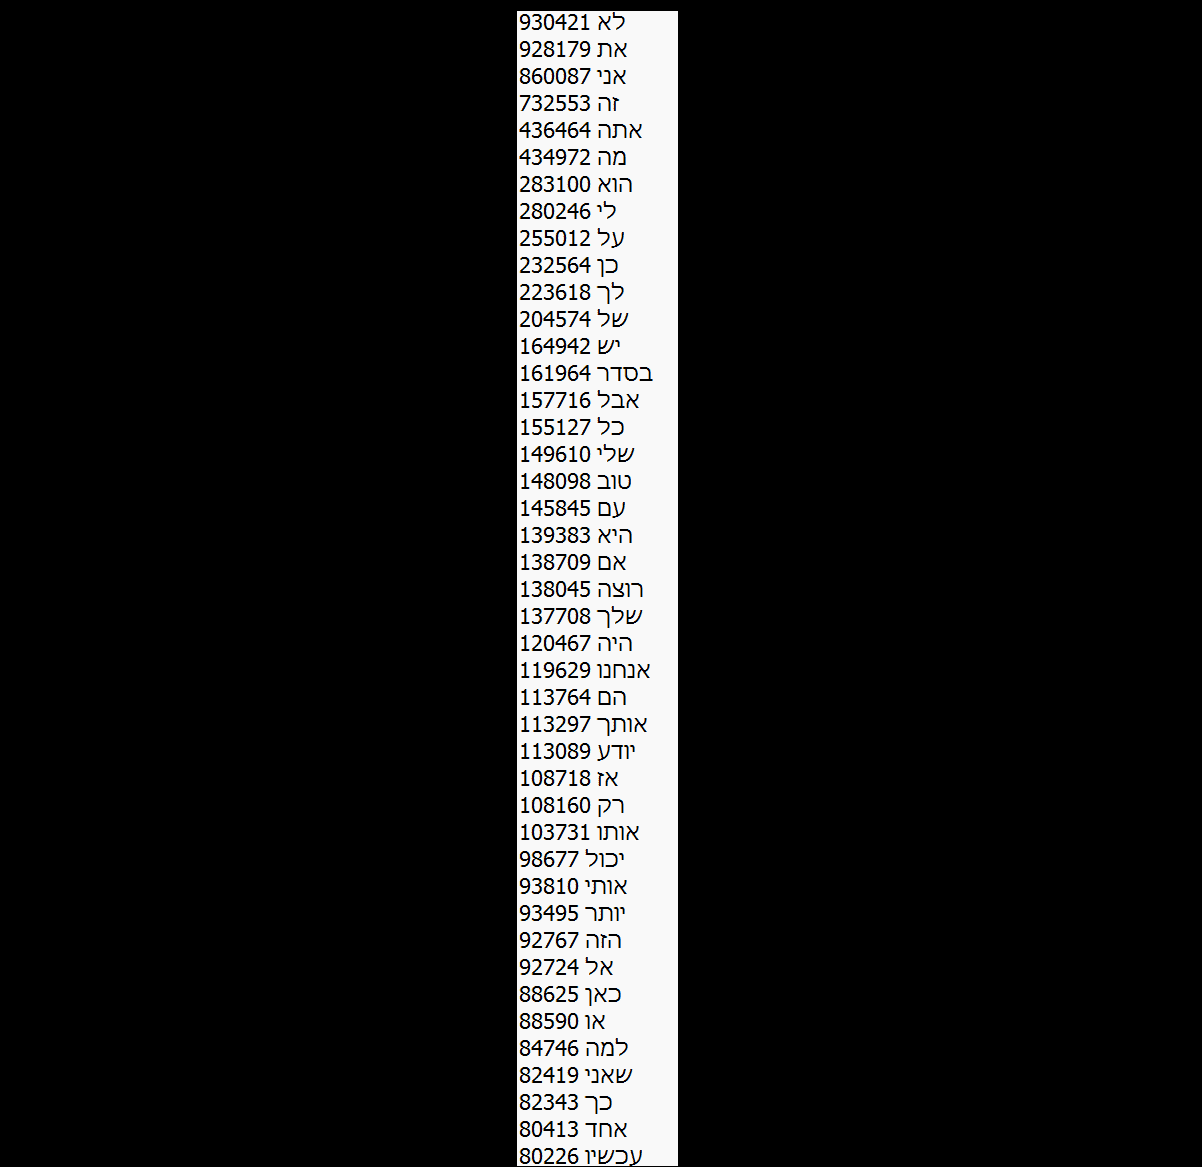 לא 930421
את 928179
אני 860087
זה 732553
אתה 436464
מה 434972
הוא 283100
לי 280246
על 255012
כן 232564
לך 223618
של 204574
יש 164942
בסדר 161964
אבל 157716
כל 155127
שלי 149610
טוב 148098
עם 145845
היא 139383
אם 138709
רוצה 138045
שלך 137708
היה 120467
אנחנו 119629
הם 113764
אותך 113297
יודע 113089
אז 108718
רק 108160
אותו 103731
יכול 98677
אותי 93810
יותר 93495
הזה 92767
אל 92724
כאן 88625
או 88590
למה 84746
שאני 82419
כך 82343
אחד 80413
עכשיו 80226